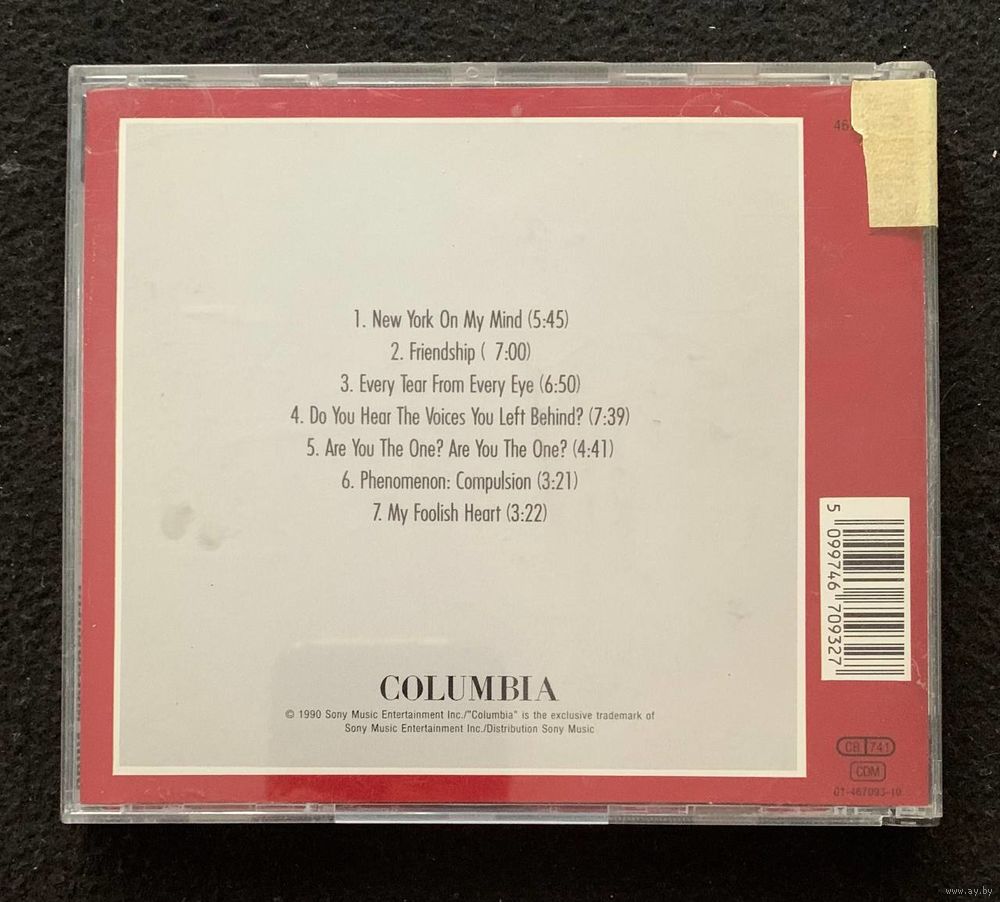 1. New York On My Mind (5:45)
2. Friendship ( 7:00)
3. Every Tear From Every Eye (6:50)
4. Do You Hear The Voices You Left Behind? (7:39)
5. Are You The One? Are You The One? (4:41)
6. Phenomenon: Compulsion (3:21)
7. My Foolish Heart (3:22)
COLUMBIA
© 1990 Sony Music Entertainment Inc./"Columbia" is the exclusive trademark of
Sony Music Entertainment Inc./Distribution Sony Music
5 099746 709327
CB 741
CDM
01-467093-10
www.ay.by